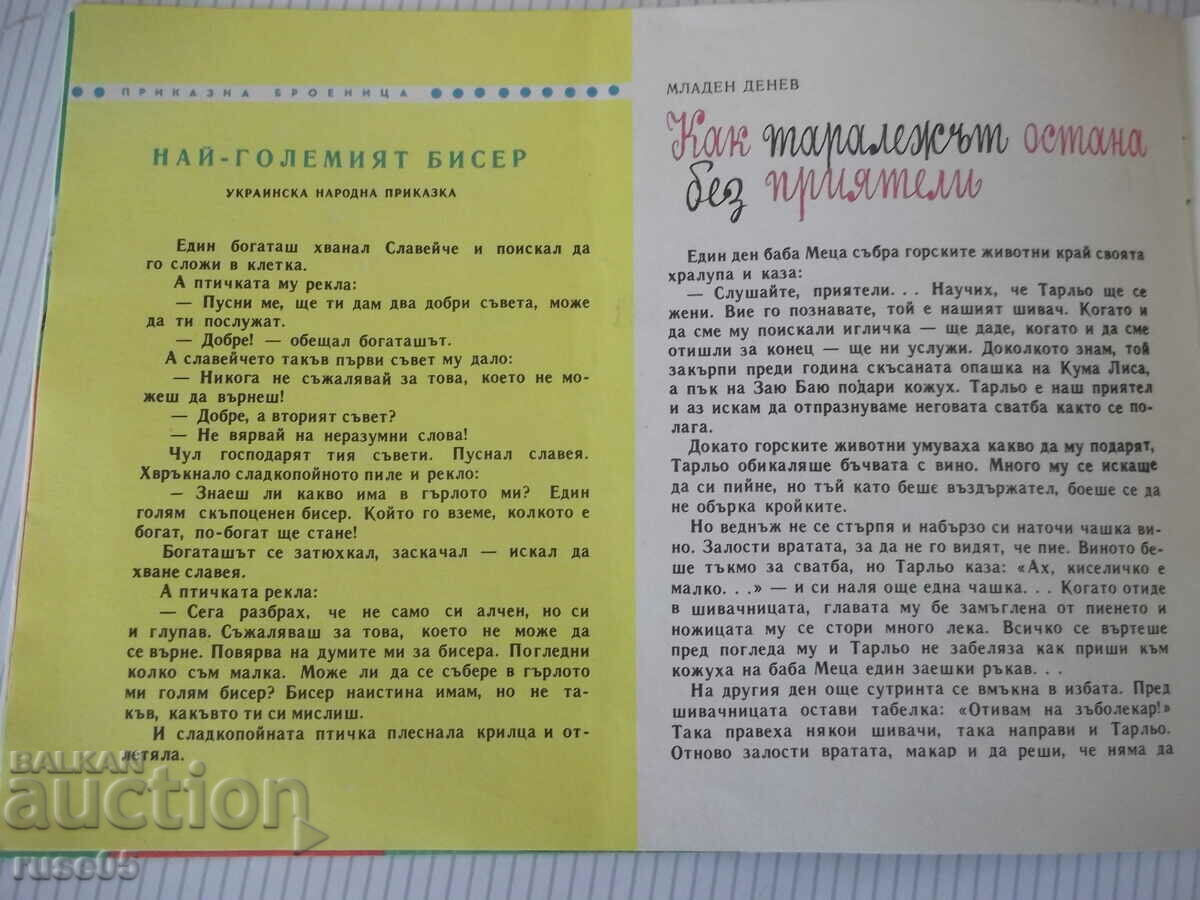 ПРИКАЗНА БРОЕНИЦА
НАЙ-ГОЛЕМИЯТ БИСЕР
УКРАИНСКА НАРОДНА ПРИКАЗКА
Един богаташ хванал Славейче и поискал да
го сложи в клетка.
А птичката му рекла:
— Пусни ме, ще ти дам два добри съвета, може
да ти послужат.
— Добре! — обещал богаташът.
А славейчето такъв първи съвет му дало:
— Никога не съжалявай за това, което не мо-
жеш да върнеш!
— Добре, а вторият съвет?
— Не вярвай на неразумни слова!
Чул господарят тия съвети. Пуснал славея.
Хвръкнало сладкопойното пиле и рекло:
— Знаеш ли какво има в гърлото ми? Един
голям скъпоценен бисер. Който го вземе, колкото е
богат, по-богат ще стане!
Богаташът се затюхкал, заскачал — искал да
хване славея.
А птичката рекла:
— Сега разбрах, че не само си алчен, но си
и глупав. Съжаляваш за това, което не може да
се върне. Повярва на думите ми за бисера. Погледни
колко съм малка. Може ли да се събере в гърлото
ми голям бисер? Бисер наистина имам, но не та-
къв, какъвто ти си мислиш.
И сладкопойната птичка плеснала крилца и от-
летяла.
МЛАДЕН ДЕНЕВ
Как таралежът остана
без приятели
Един ден баба Меца събра горските животни край своята
хралупа и каза:
— Слушайте, приятели. . . Научих, че Тарльо ще се
жени. Вие го познавате, той е нашият шивач. Когато и
да сме му поискали игличка — ще даде, когато и да сме
отишли за конец — ще ни услужи. Доколкото знам, той
закърпи преди година скъсаната опашка на Кума Лиса,
а пък на Заю Баю подари кожух. Тарльо е наш приятел
и аз искам да отпразнуваме неговата сватба както се по-
лага.
Докато горските животни умуваха какво да му подарят,
Тарльо обикаляше бъчвата с вино. Много му се искаше
да си пийне, но тъй като беше въздържател, боеше се да
не обърка кройките.
Но веднъж не се стърпя и набързо си наточи чашка ви-
но. Залости вратата, за да не го видят, че пие. Виното бе-
ше тъкмо за сватба, но Тарльо каза: «Ах, киселичко е
малко. . .» — и си наля още една чашка. . . Когато отиде
в шивачницата, главата му бе замъглена от пиенето и
ножицата му се стори много лека. Всичко се въртеше
пред погледа му и Тарльо не забеляза как приши към
кожуха на баба Меца един заешки ръкав. . .
На другия ден още сутринта се вмъкна в избата. Пред
шивачницата остави табелка: «Отивам на зъболекар!»
Така правеха някои шивачи, така направи и Тарльо.
Отново залости вратата, макар и да реши, че няма да
BALKAN
auction
ruse05